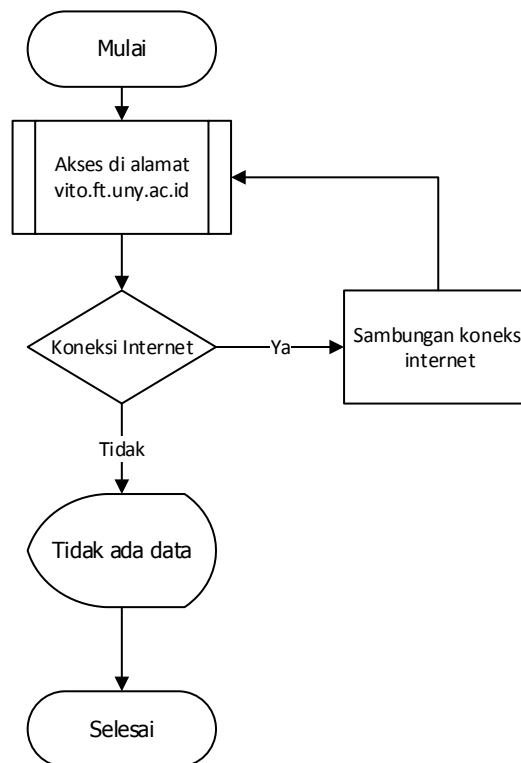 Mulai
Akses di alamat
vito.ft.uny.ac.id
Koneksi Internet
Ya
Sambungan koneks
internet
Tidak
Tidak ada data
Selesai